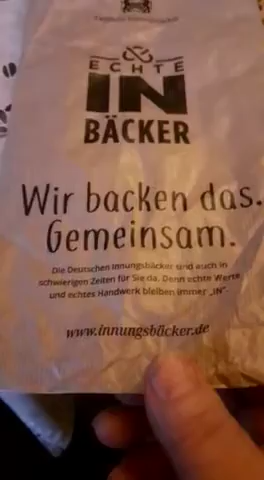 ECHTE
IN
BÄCKER
Wir backen das.
Gemeinsam.
Die Deutschen Innungsbäcker sind auch in
schwierigen Zeiten für Sie da. Denn echte Werte
und echtes Handwerk bleiben immer „IN“.
www.innungsbäcker.de